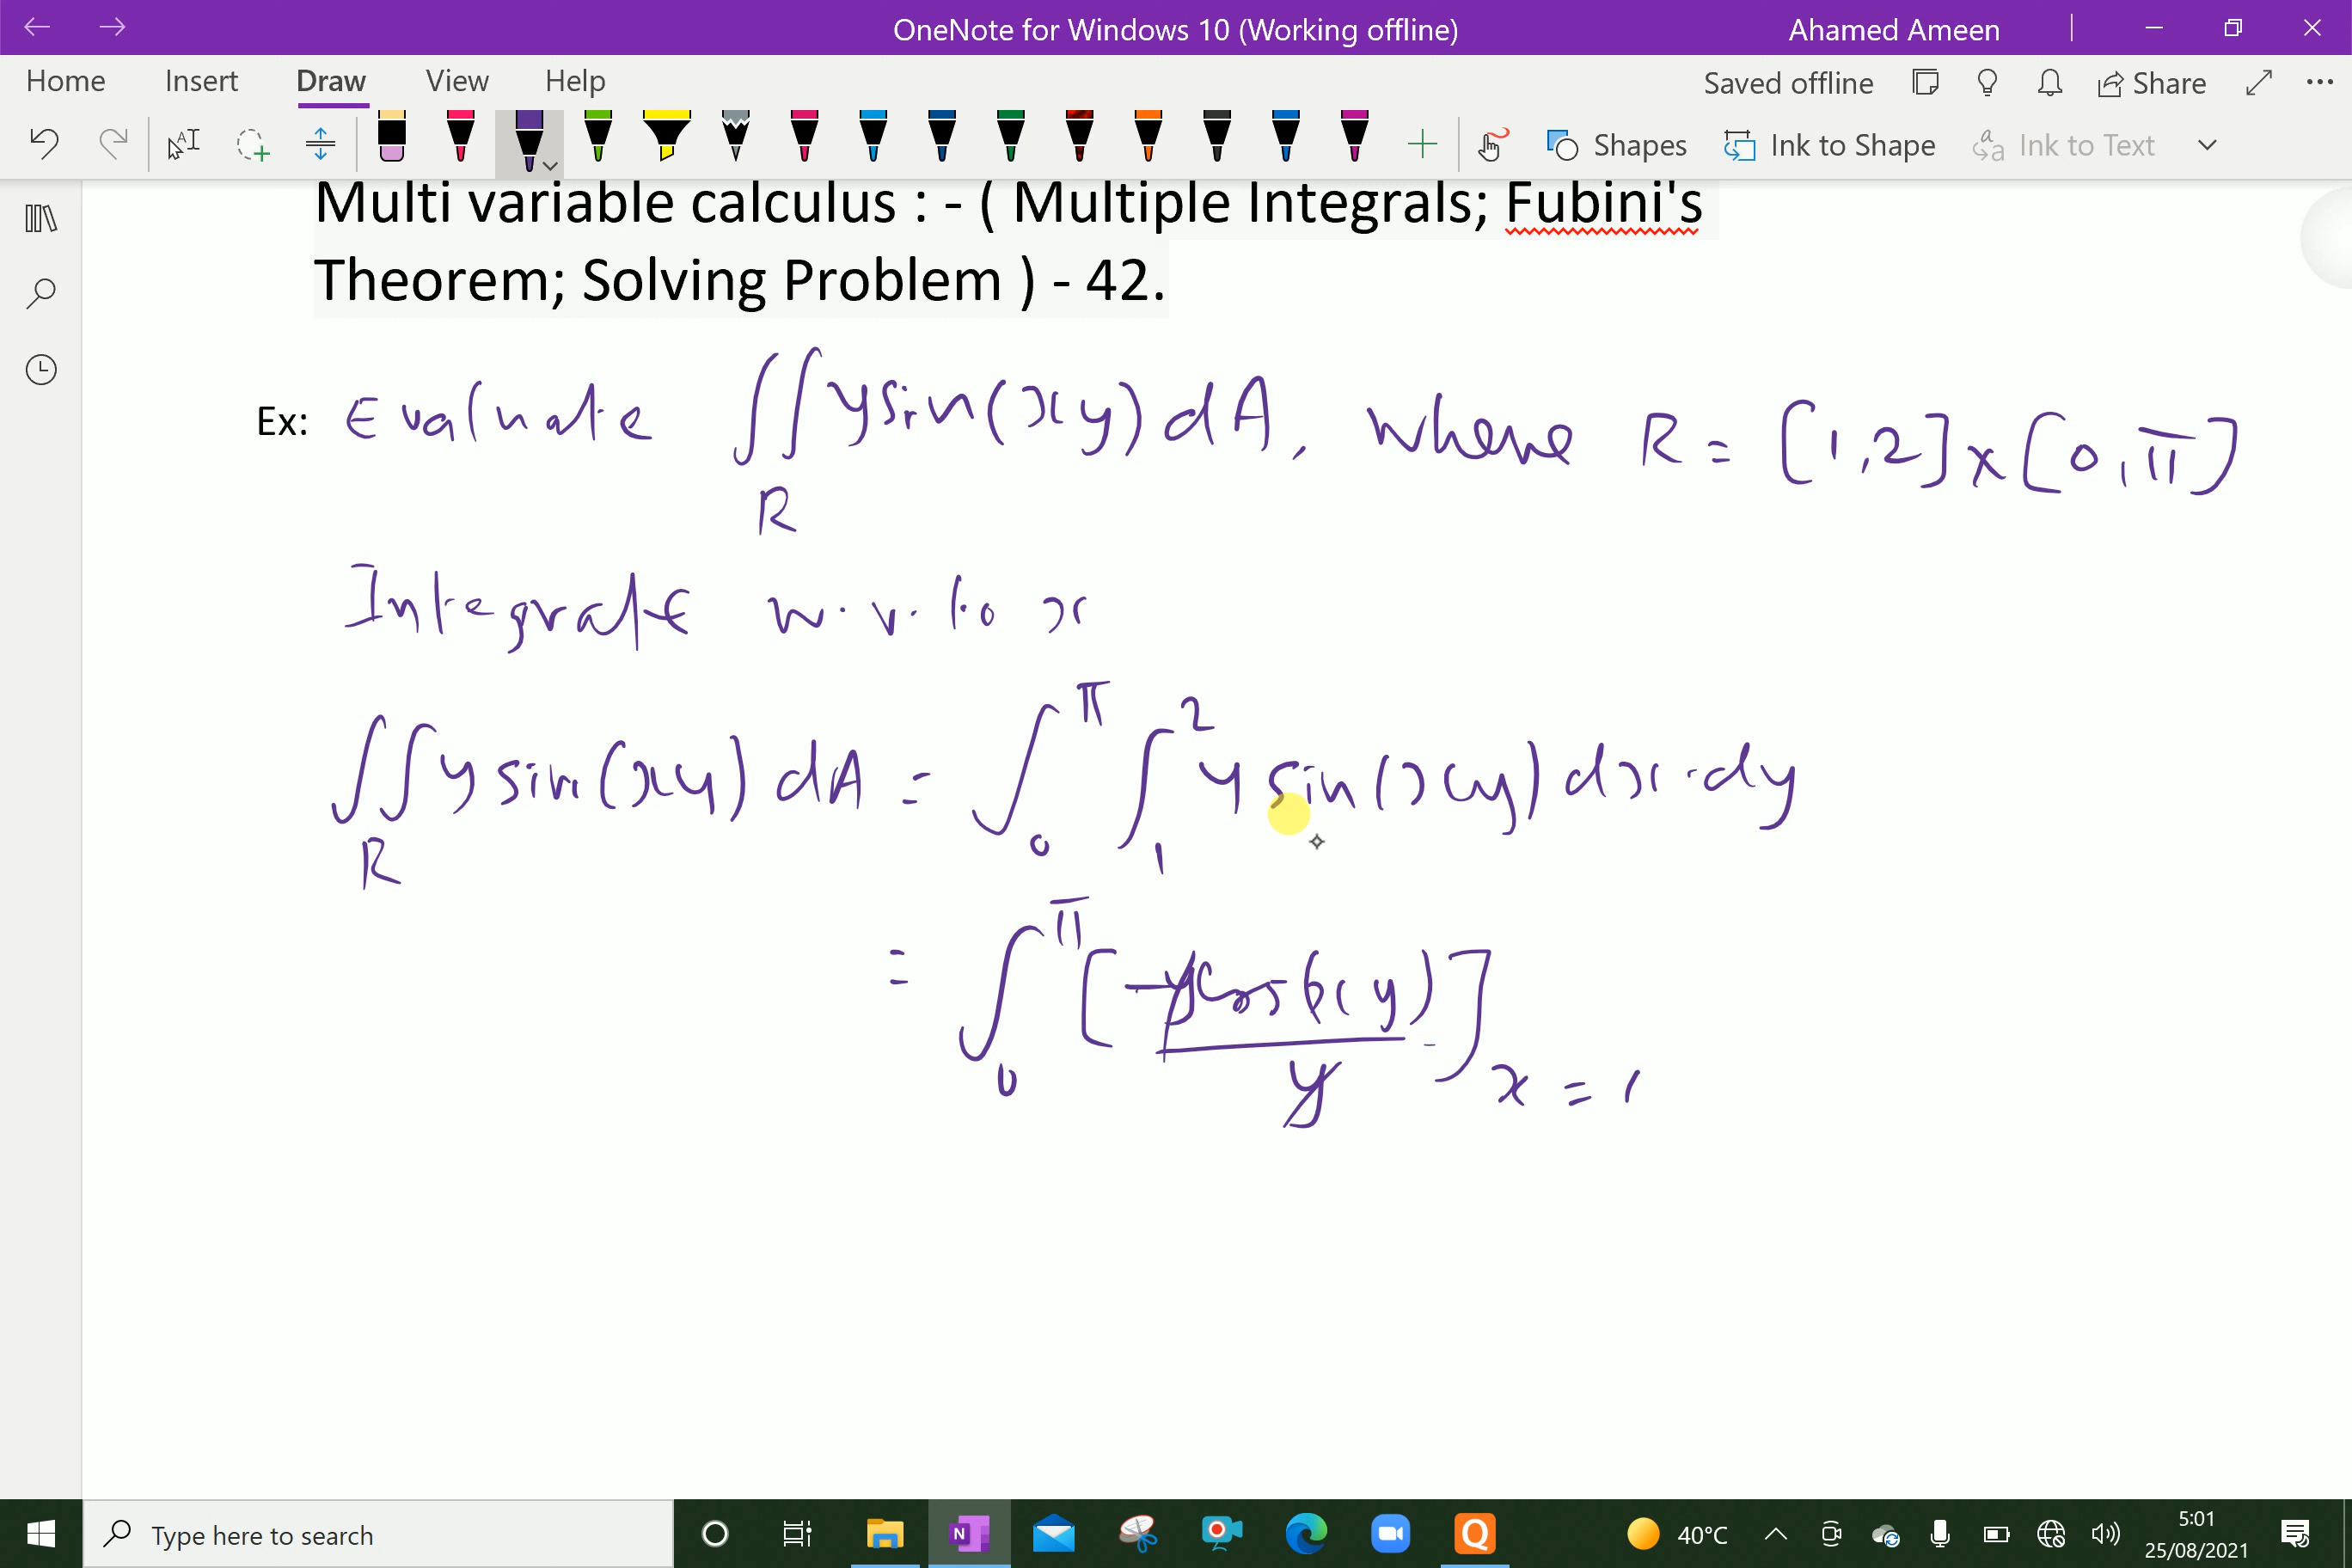 OneNote for Windows 10 (Working offline)
Ahamed Ameen
Home Insert Draw View Help
Saved offline Share
Shapes Ink to Shape Ink to Text
Multi variable calculus : - ( Multiple Integrals; Fubini's
Theorem; Solving Problem ) - 42.
Ex: Evaluate ∬ y sin(xy) dA, where R = [1,2] x [0,π]
R
Integrate w.r.to x
∬ y sin(xy) dA = ∫₀^π ∫₁² y sin(xy) dx.dy
R
= ∫₀^π [-y cos(xy) / y] x = 1
Type here to search
40°C
5:01
25/08/2021